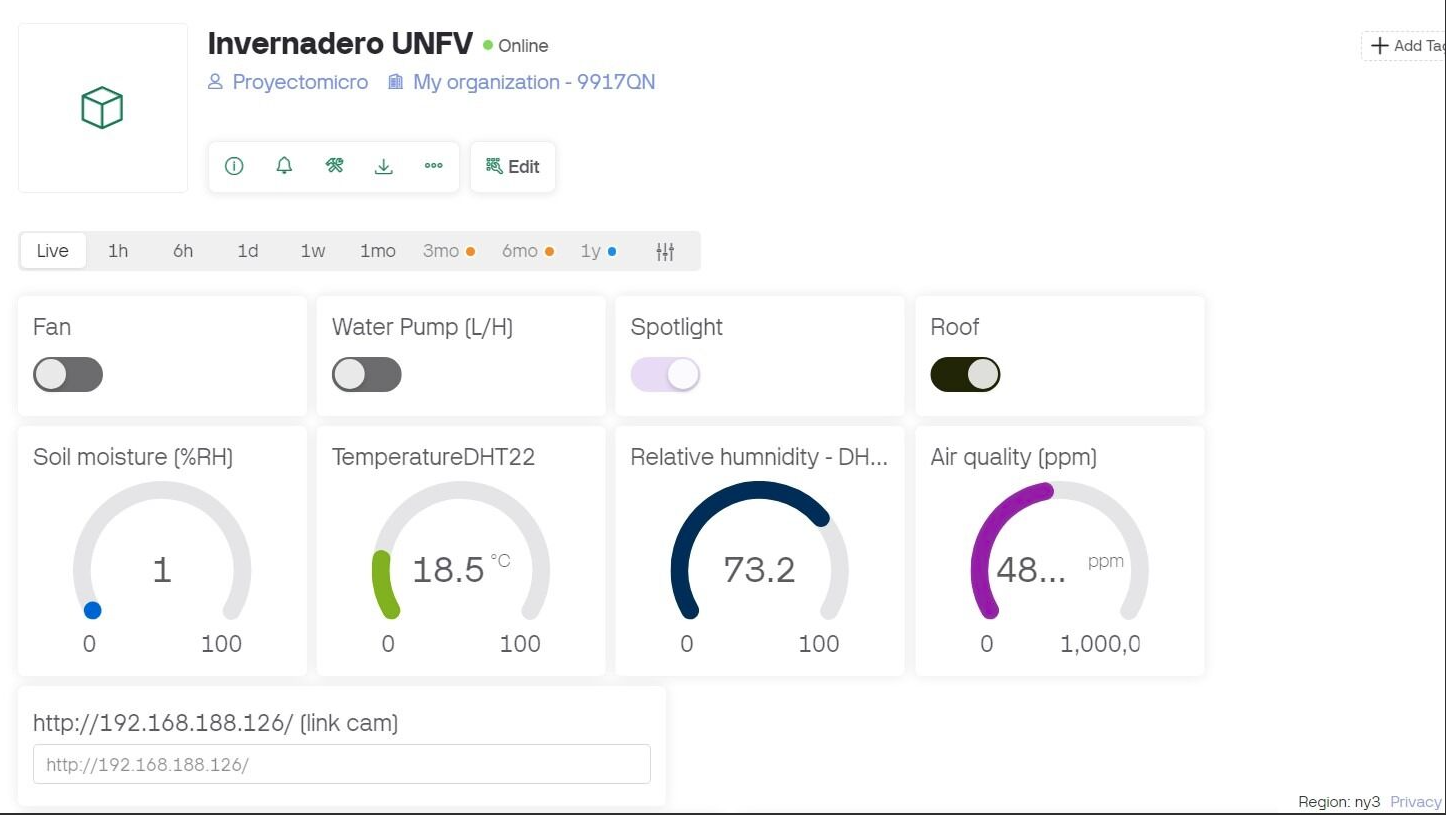 Invernadero UNFV Online
Add Tag
Proyectomicro My organization - 9917QN
Edit
Live 1h 6h 1d 1w 1mo 3mo 6mo 1y
Fan
Water Pump (L/H)
Spotlight
Roof
Soil moisture (%RH)
1
0 100
TemperatureDHT22
18.5 °C
0 100
Relative humnidity - DH...
73.2
0 100
Air quality (ppm)
48... ppm
0 1,000,0
http://192.168.188.126/ (link cam)
http://192.168.188.126/
Region: ny3 Privacy